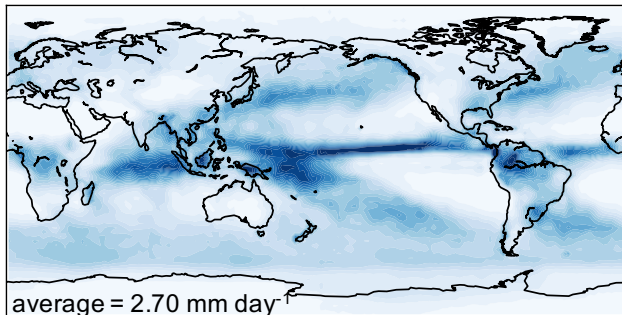 average = 2.70 mm day⁻¹